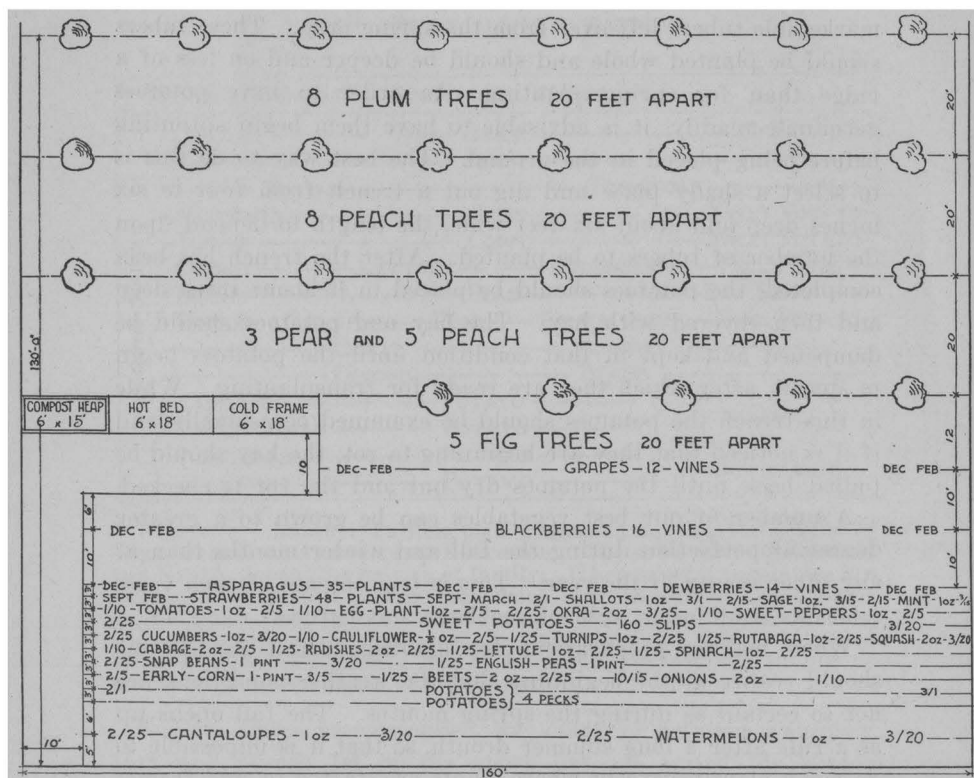 8 PLUM TREES 20 FEET APART
20'
8 PEACH TREES 20 FEET APART
20'
3 PEAR AND 5 PEACH TREES 20 FEET APART
20
130'-0"
COMPOST HEAP HOT BED COLD FRAME
6' x 15' 6' x 18' 6' x 18'
5 FIG TREES 20 FEET APART
12
10'
DEC-FEB GRAPES-12-VINES DEC FEB
10'
6'
DEC-FEB BLACKBERRIES-16-VINES DEC FEB
10'
10'
DEC-FEB ASPARAGUS-35-PLANTS DEC-FEB DEC-FEB DEWBERRIES-14-VINES DEC FEB
SEPT FEB-STRAWBERRIES-48-PLANTS-SEPT-MARCH-2/1-SHALLOTS-1oz-3/1-2/15-SAGE-1oz, 3/15-2/15-MINT-1oz-
1/10-TOMATOES-1oz-2/5-1/10-EGG-PLANT-1oz-2/5-2/25-OKRA-2oz-3/25-1/10-SWEET-PEPPERS-1oz-2/5
2/25 SWEET-POTATOES-160 SLIPS 3/20
2/25 CUCUMBERS-1oz-3/20-1/10-CAULIFLOWER-½ oz-2/5-1/25-TURNIPS-1oz-2/25 1/25-RUTABAGA-1oz-2/25-SQUASH-2oz-3/20
1/10-CABBAGE-2oz-2/5-1/25-RADISHES-2oz-2/25-1/25-LETTUCE-1oz-2/25-1/25-SPINACH-1oz-2/25
2/25-SNAP BEANS-1 PINT-3/20 1/25-ENGLISH-PEAS-1PINT 2/25
2/5-EARLY-CORN-1-PINT-3/5 1/25-BEETS-2 oz-2/25 10/15 ONIONS-2oz 1/10
2/1 POTATOES 3/1
POTATOES } 4 PECKS
6'
2/25-CANTALOUPES-1oz 3/20 2/25 WATERMELONS-1oz 3/20
10'
160'